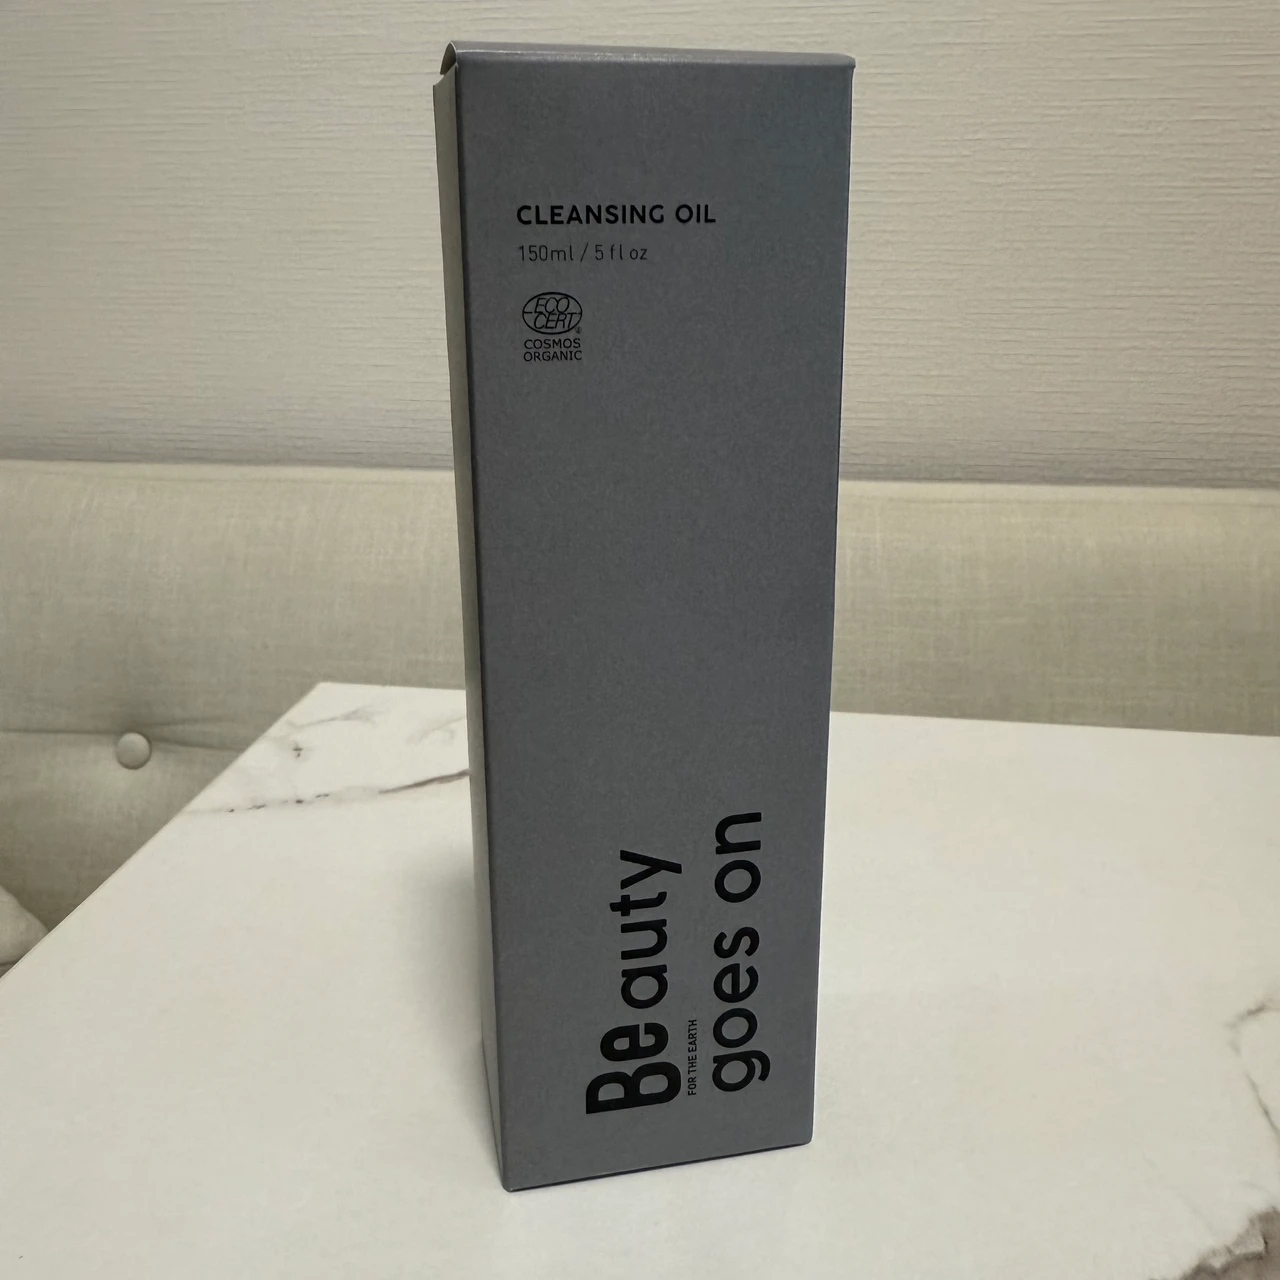 CLEANSING OIL
150ml / 5 fl oz
ECO
CERT
®
COSMOS
ORGANIC
Beauty
FOR THE EARTH
goes on